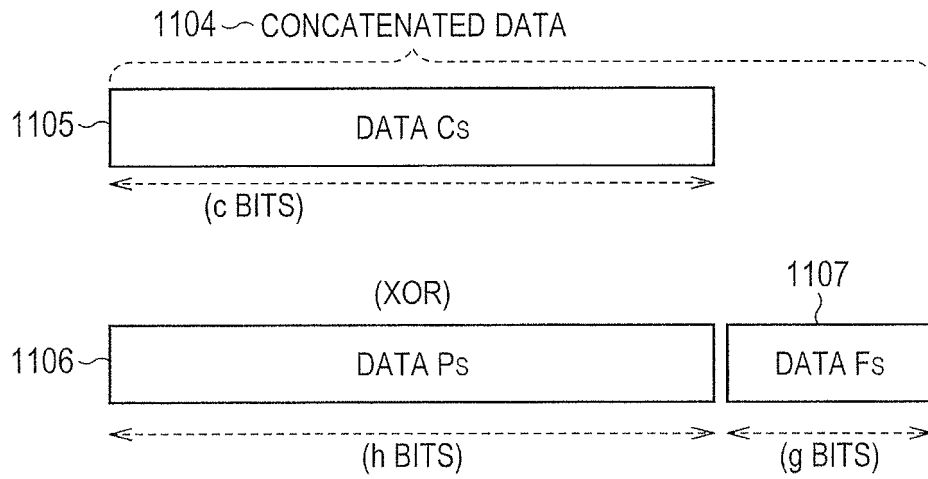 1104 CONCATENATED DATA
1105 DATA Cs
(c BITS)
(XOR)
1107
1106 DATA Ps DATA Fs
(h BITS) (g BITS)